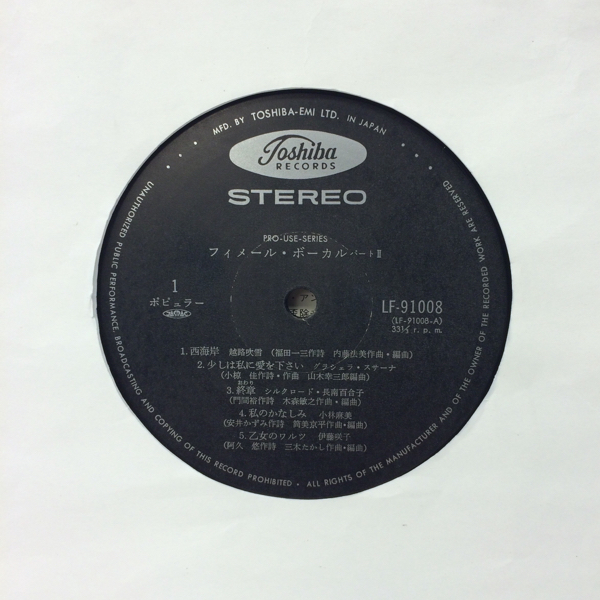 MFD. BY TOSHIBA-EMI LTD. IN JAPAN
Toshiba
RECORDS
STEREO
PRO-USE-SERIES
フィメール・ボーカルパートⅡ
1
ポピュラー
LF-91008
(LF-91008-A)
33⅓ r.p.m.
1.西海岸 越路吹雪 (福田一三作詩 内藤法美作曲・編曲)
2.少しは私に愛を下さい グラシェラ・スサーナ
(小椋 佳作詩・作曲 山木幸三郎編曲)
おわり
3.終章 シルクロード・長南百合子
(門間裕作詩 木森敏之作曲・編曲)
4.私のかなしみ 小林麻美
(安井かずみ作詩 筒美京平作曲・編曲)
5.乙女のワルツ 伊藤咲子
(阿久 悠作詩 三木たかし作曲・編曲)
UNAUTHORIZED PUBLIC PERFORMANCE, BROADCASTING AND COPYING OF THIS RECORD PROHIBITED • ALL RIGHTS OF THE MANUFACTURER AND OF THE OWNER OF THE RECORDED WORK ARE RESERVED